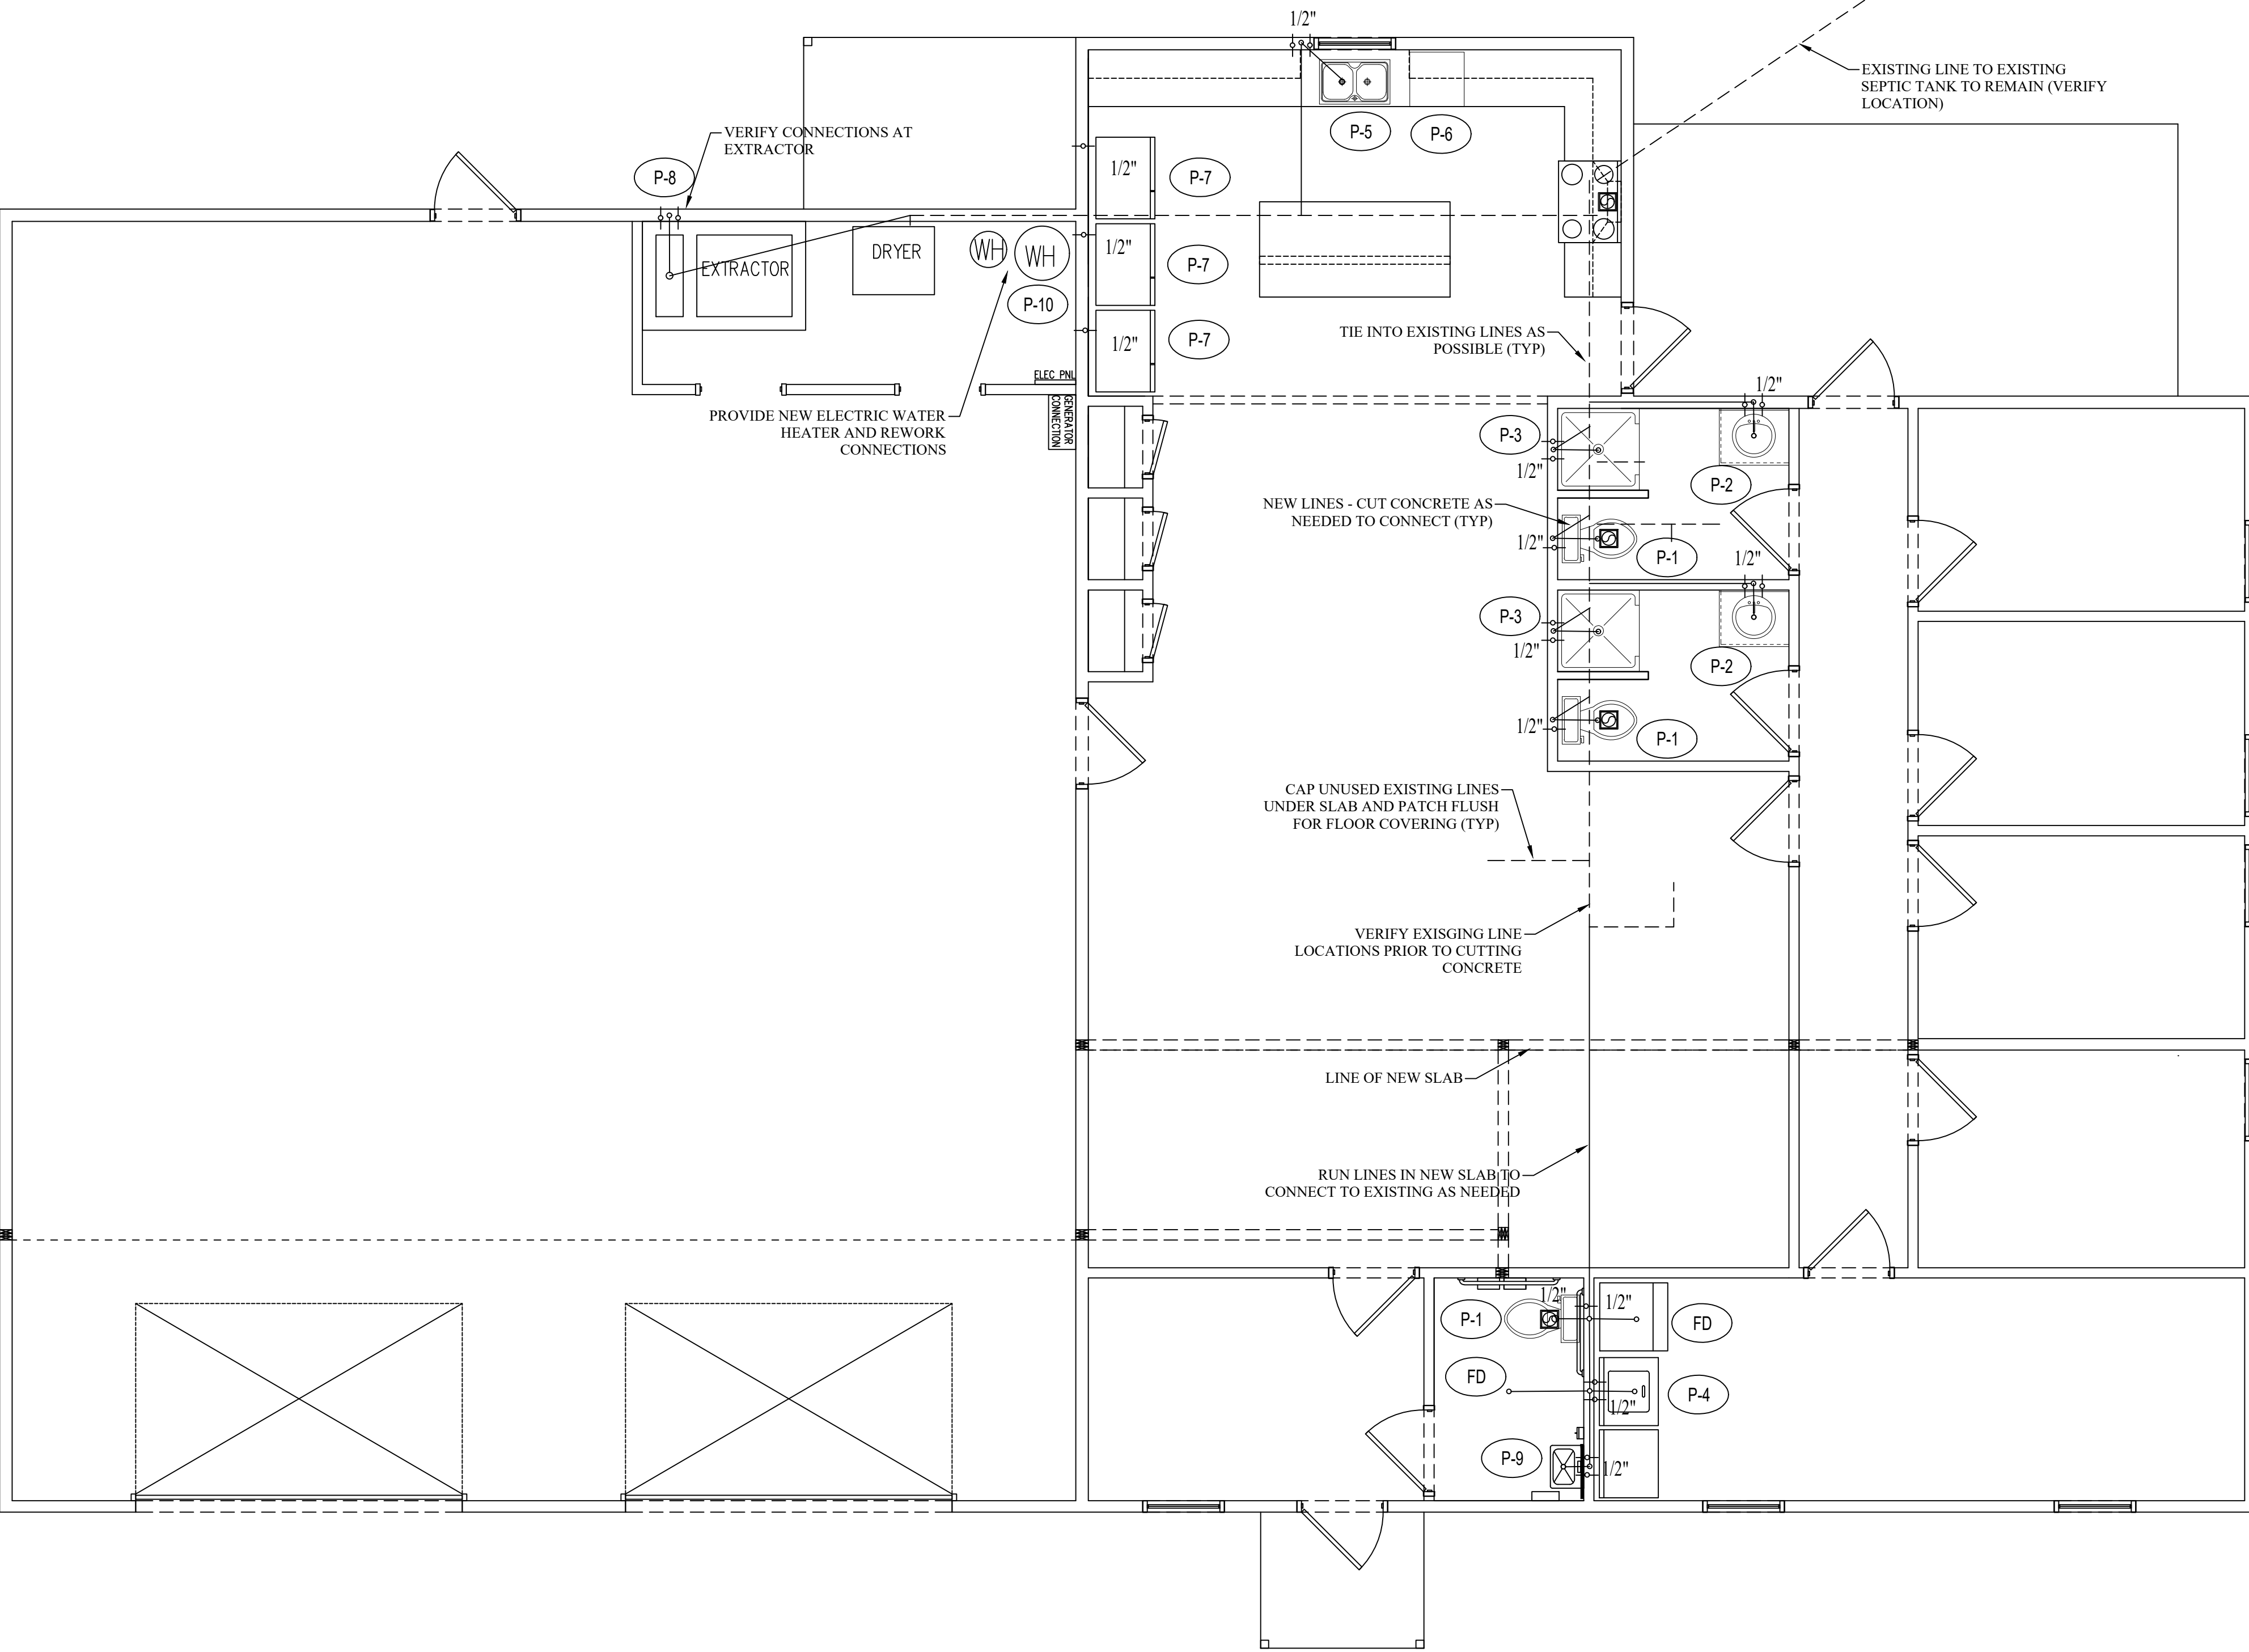 1/2"
EXISTING LINE TO EXISTING
SEPTIC TANK TO REMAIN (VERIFY
LOCATION)
VERIFY CONNECTIONS AT
EXTRACTOR
P-5
P-6
P-8
1/2"
P-7
EXTRACTOR
DRYER
WH
WH
1/2"
P-7
P-10
1/2"
P-7
TIE INTO EXISTING LINES AS
POSSIBLE (TYP)
ELEC PNL
GENERATOR
CONNECTION
PROVIDE NEW ELECTRIC WATER
HEATER AND REWORK
CONNECTIONS
1/2"
P-3
1/2"
P-2
NEW LINES - CUT CONCRETE AS
NEEDED TO CONNECT (TYP)
1/2"
P-1
1/2"
P-3
1/2"
P-2
1/2"
P-1
CAP UNUSED EXISTING LINES
UNDER SLAB AND PATCH FLUSH
FOR FLOOR COVERING (TYP)
VERIFY EXISGING LINE
LOCATIONS PRIOR TO CUTTING
CONCRETE
LINE OF NEW SLAB
RUN LINES IN NEW SLAB TO
CONNECT TO EXISTING AS NEEDED
P-1
1/2"
1/2"
FD
FD
P-4
1/2"
P-9
1/2"